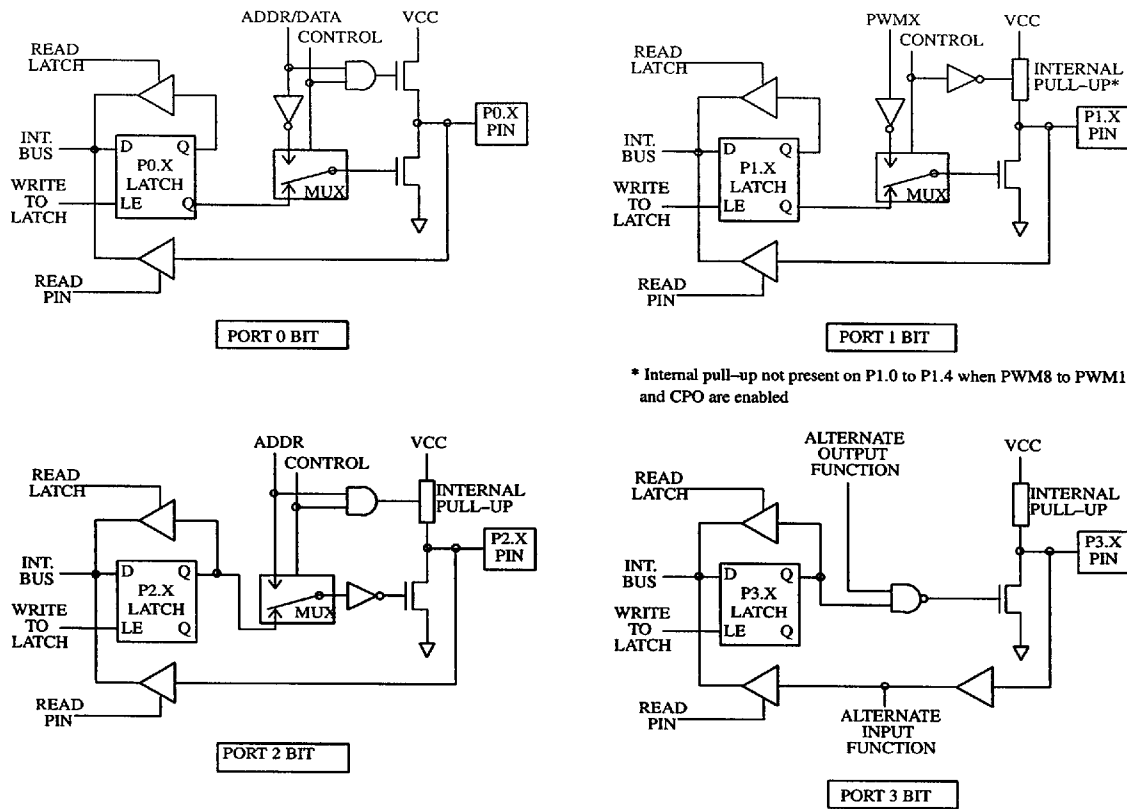 ADDR/DATA
CONTROL
VCC
READ
LATCH
INT.
BUS
D
Q
P0.X
LATCH
LE
Q
WRITE
TO
LATCH
MUX
P0.X
PIN
READ
PIN
PORT 0 BIT
PWMX
CONTROL
VCC
READ
LATCH
INTERNAL
PULL–UP*
INT.
BUS
D
Q
P1.X
LATCH
LE
Q
WRITE
TO
LATCH
MUX
P1.X
PIN
READ
PIN
PORT 1 BIT
* Internal pull–up not present on P1.0 to P1.4 when PWM8 to PWM1
and CPO are enabled
ADDR
CONTROL
VCC
READ
LATCH
INTERNAL
PULL–UP
INT.
BUS
D
Q
P2.X
LATCH
LE
Q
WRITE
TO
LATCH
MUX
P2.X
PIN
READ
PIN
PORT 2 BIT
ALTERNATE
OUTPUT
FUNCTION
VCC
READ
LATCH
INTERNAL
PULL–UP
INT.
BUS
D
Q
P3.X
LATCH
LE
Q
WRITE
TO
LATCH
P3.X
PIN
READ
PIN
ALTERNATE
INPUT
FUNCTION
PORT 3 BIT